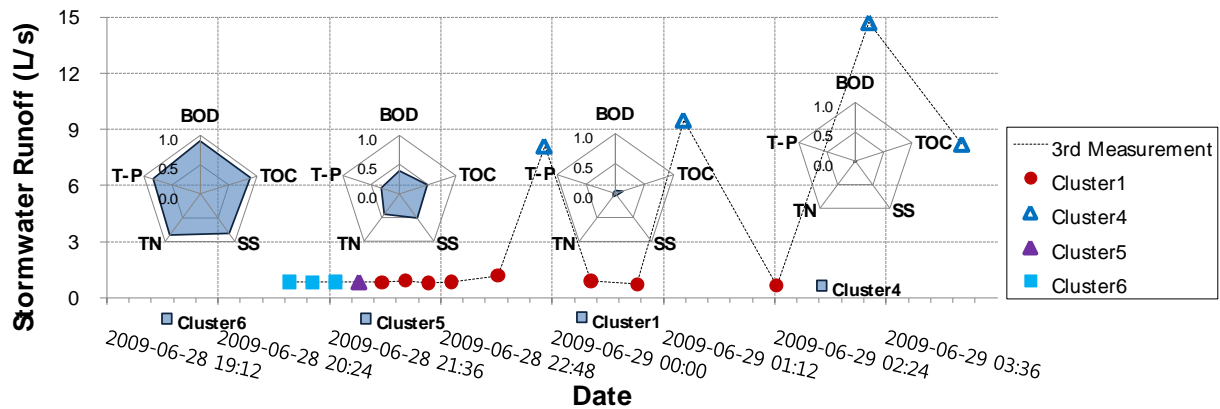 Stormwater Runoff (L/s)
15
12
9
6
3
0
BOD
TOC
SS
TN
T-P
1.0
0.5
0.0
Cluster6
BOD
TOC
SS
TN
T-P
1.0
0.5
0.0
Cluster5
BOD
TOC
SS
TN
T-P
1.0
0.5
0.0
Cluster1
BOD
TOC
SS
TN
T-P
1.0
0.5
0.0
Cluster4
2009-06-28 19:12
2009-06-28 20:24
2009-06-28 21:36
2009-06-28 22:48
2009-06-29 00:00
2009-06-29 01:12
2009-06-29 02:24
2009-06-29 03:36
Date
3rd Measurement
Cluster1
Cluster4
Cluster5
Cluster6